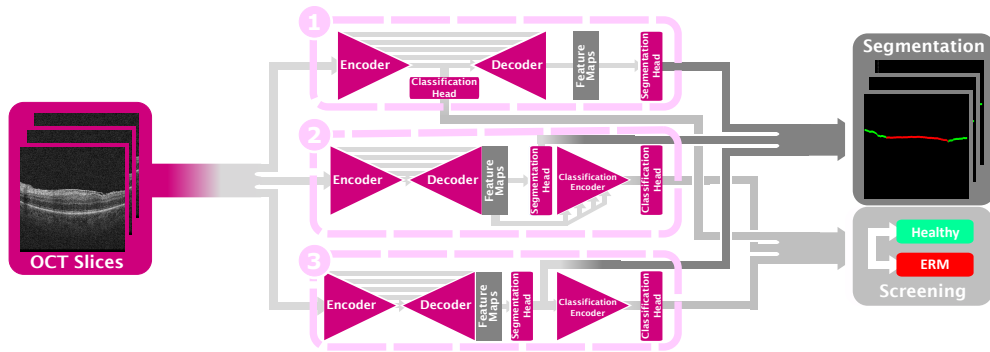 OCT Slices
1
Encoder
Classification
Head
Decoder
Feature
Maps
Segmentation
Head
2
Encoder
Decoder
Feature
Maps
Segmentation
Head
Classification
Encoder
Classification
Head
3
Encoder
Decoder
Feature
Maps
Segmentation
Head
Classification
Encoder
Classification
Head
Segmentation
Healthy
ERM
Screening